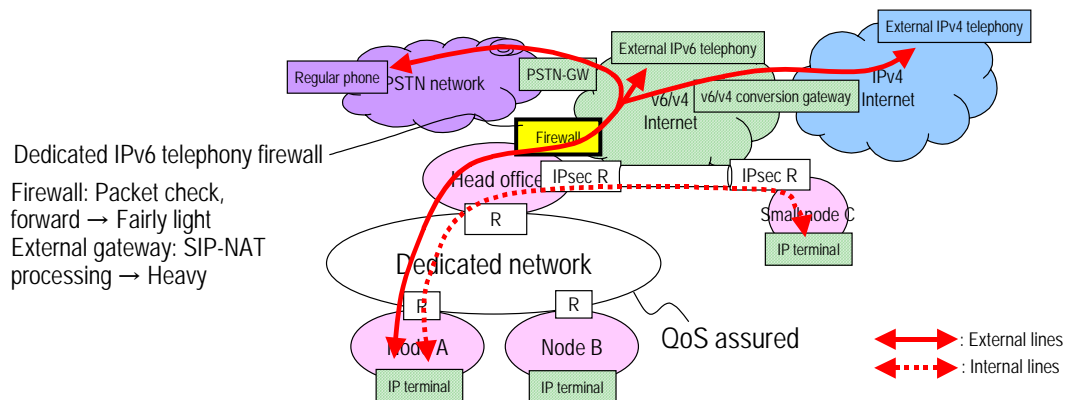 External IPv4 telephony
External IPv6 telephony
Regular phone
PSTN network
PSTN-GW
IPv4
Internet
v6/v4 conversion gateway
v6/v4
Internet
Firewall
Dedicated IPv6 telephony firewall
Firewall: Packet check,
forward → Fairly light
External gateway: SIP-NAT
processing → Heavy
Head office
IPsec R
IPsec R
Small node C
IP terminal
R
Dedicated network
R
R
QoS assured
Node A
Node B
IP terminal
IP terminal
: External lines
: Internal lines